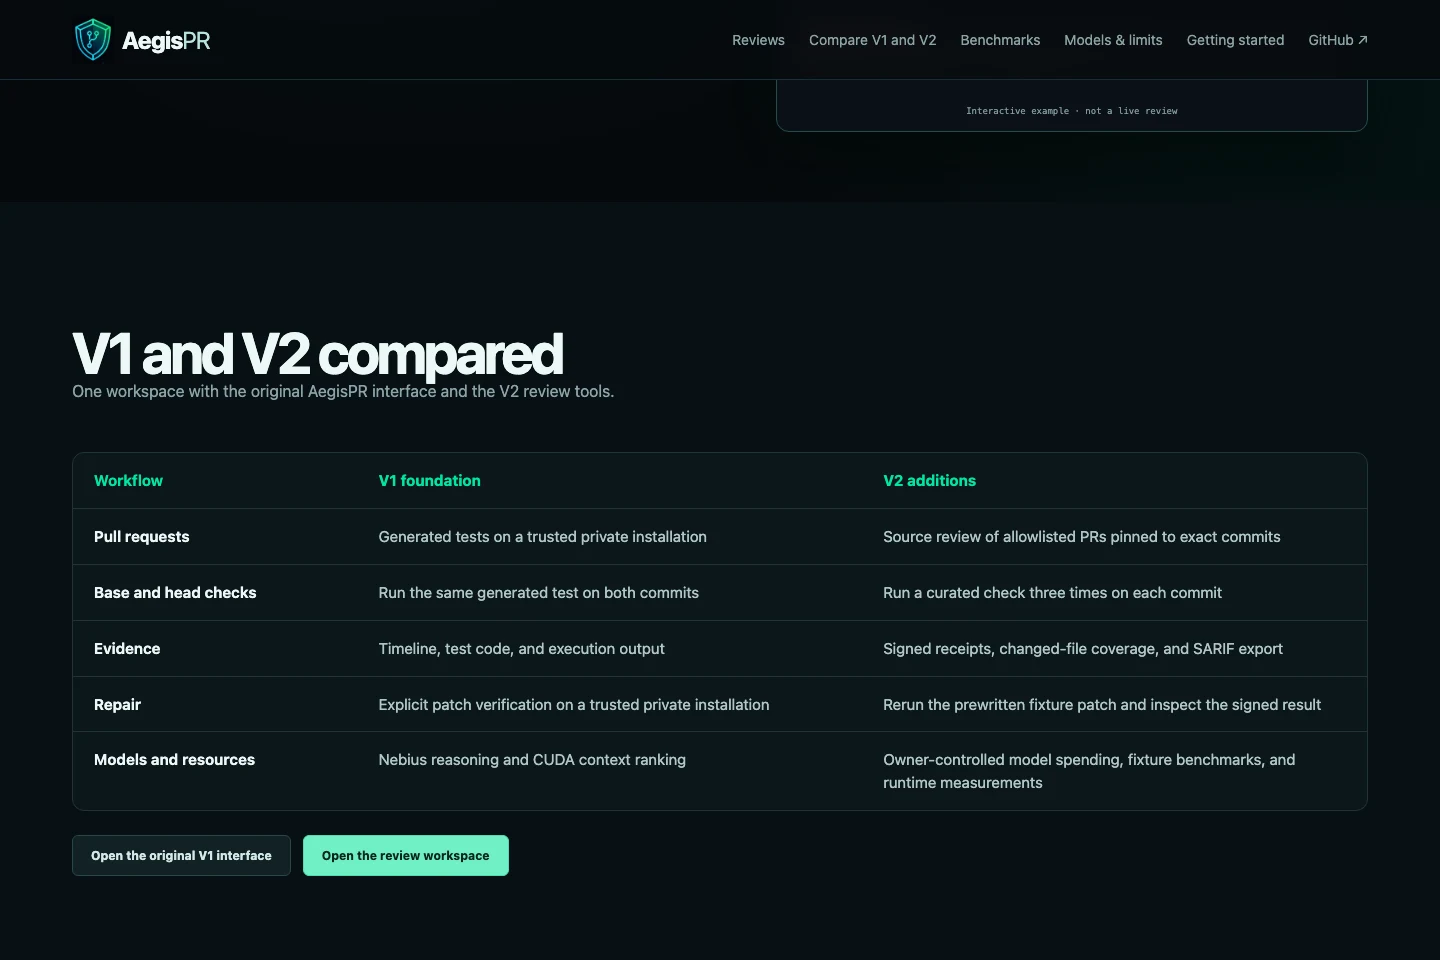 AegisPR
Reviews
Compare V1 and V2
Benchmarks
Models & limits
Getting started
GitHub ↗
Interactive example · not a live review
V1 and V2 compared
One workspace with the original AegisPR interface and the V2 review tools.
Workflow
V1 foundation
V2 additions
Pull requests
Generated tests on a trusted private installation
Source review of allowlisted PRs pinned to exact commits
Base and head checks
Run the same generated test on both commits
Run a curated check three times on each commit
Evidence
Timeline, test code, and execution output
Signed receipts, changed-file coverage, and SARIF export
Repair
Explicit patch verification on a trusted private installation
Rerun the prewritten fixture patch and inspect the signed result
Models and resources
Nebius reasoning and CUDA context ranking
Owner-controlled model spending, fixture benchmarks, and
runtime measurements
Open the original V1 interface
Open the review workspace